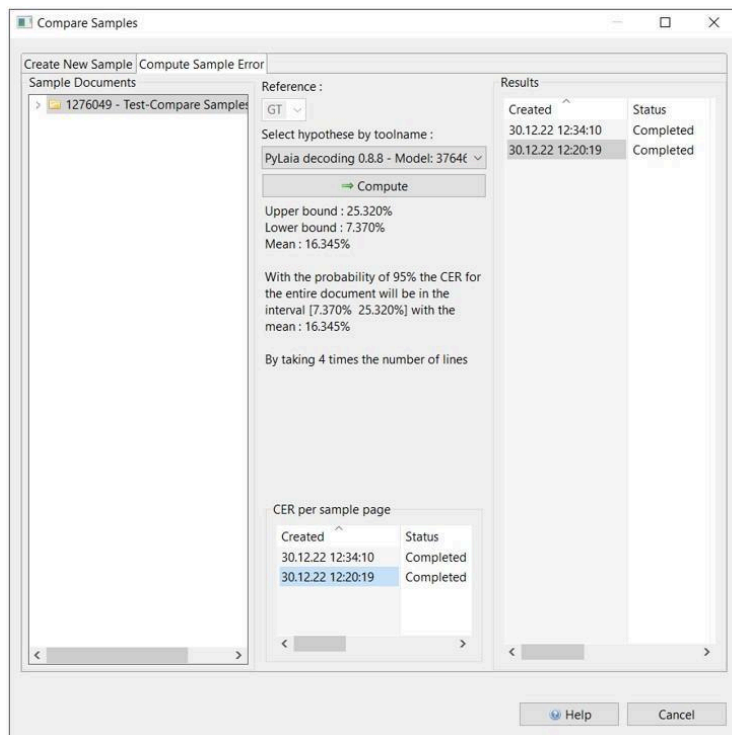 Compare Samples
Create New Sample
Compute Sample Error
Sample Documents
1276049 - Test-Compare Samples
Reference :
GT
Select hypothese by toolname :
PyLaia decoding 0.8.8 - Model: 3764
Compute
Upper bound : 25.320%
Lower bound : 7.370%
Mean : 16.345%
With the probability of 95% the CER for
the entire document will be in the
interval [7.370% 25.320%] with the
mean : 16.345%
By taking 4 times the number of lines
CER per sample page
Created Status
30.12.22 12:34:10 Completed
30.12.22 12:20:19 Completed
Results
Created Status
30.12.22 12:34:10 Completed
30.12.22 12:20:19 Completed
Help
Cancel